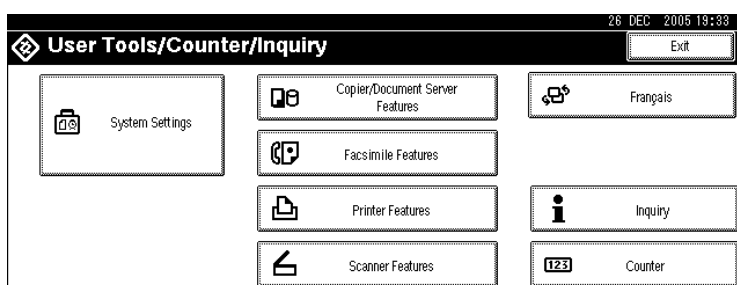 26 DEC 2005 19:33
User Tools/Counter/Inquiry
Exit
System Settings
Copier/Document Server
Features
Français
Facsimile Features
Printer Features
Inquiry
Scanner Features
123
Counter